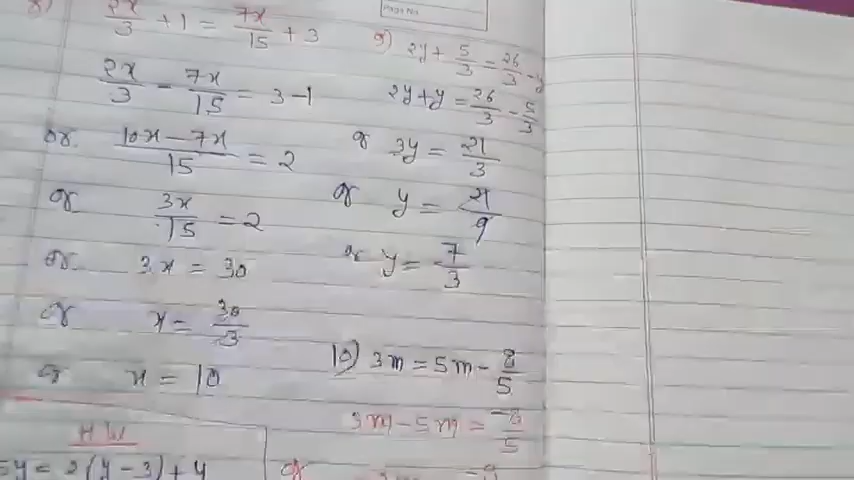 8) 2x/3 + 1 = 7x/15 + 3
2x/3 - 7x/15 = 3-1
or. 10x-7x/15 = 2
or 3x/15 = 2
or. 3x = 30
or x = 30/3
or x = 10
H.W
=y = 2(y-3)+4
Page No
9) 2y + 5/3 = 26/3 - y
2y+y = 26/3 - 5/3
or 3y = 21/3
or y = 21/9
or y = 7/3
10) 3m = 5m - 8/5
3m-5m = -8/5
or